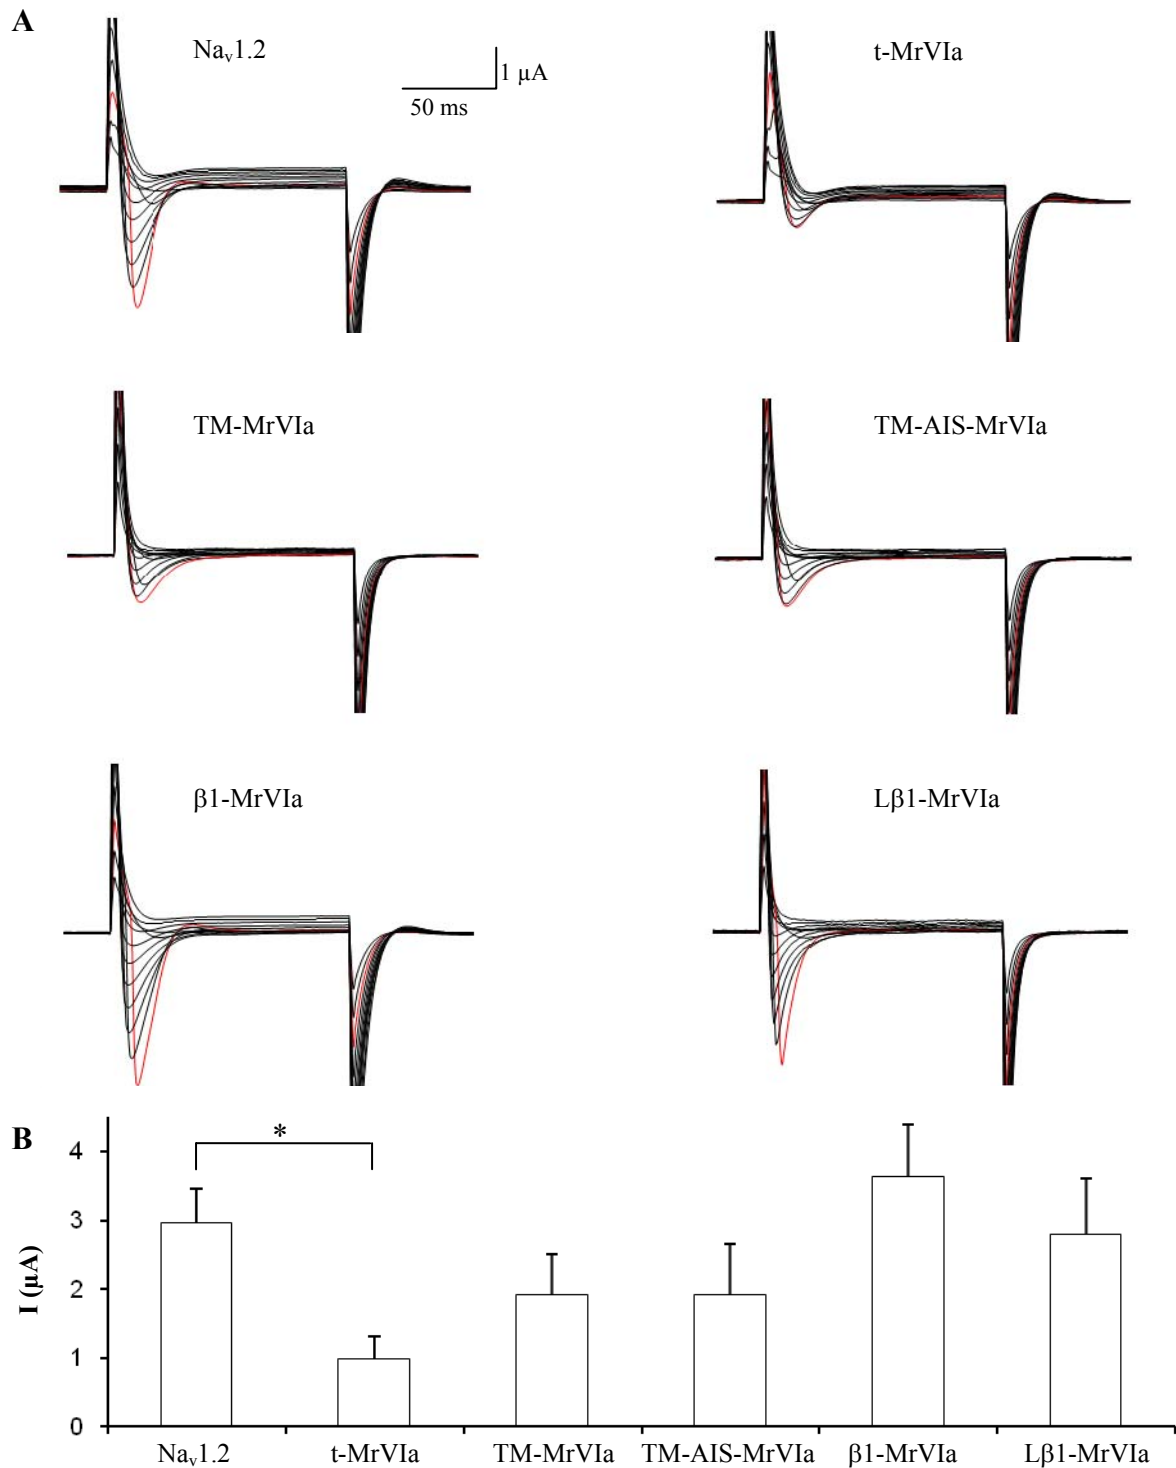 A
Naᵥ1.2
t-MrVIa
1 µA
50 ms
TM-MrVIa
TM-AIS-MrVIa
β1-MrVIa
Lβ1-MrVIa
B
*
4
3
2
1
0
I (µA)
Naᵥ1.2
t-MrVIa
TM-MrVIa
TM-AIS-MrVIa
β1-MrVIa
Lβ1-MrVIa